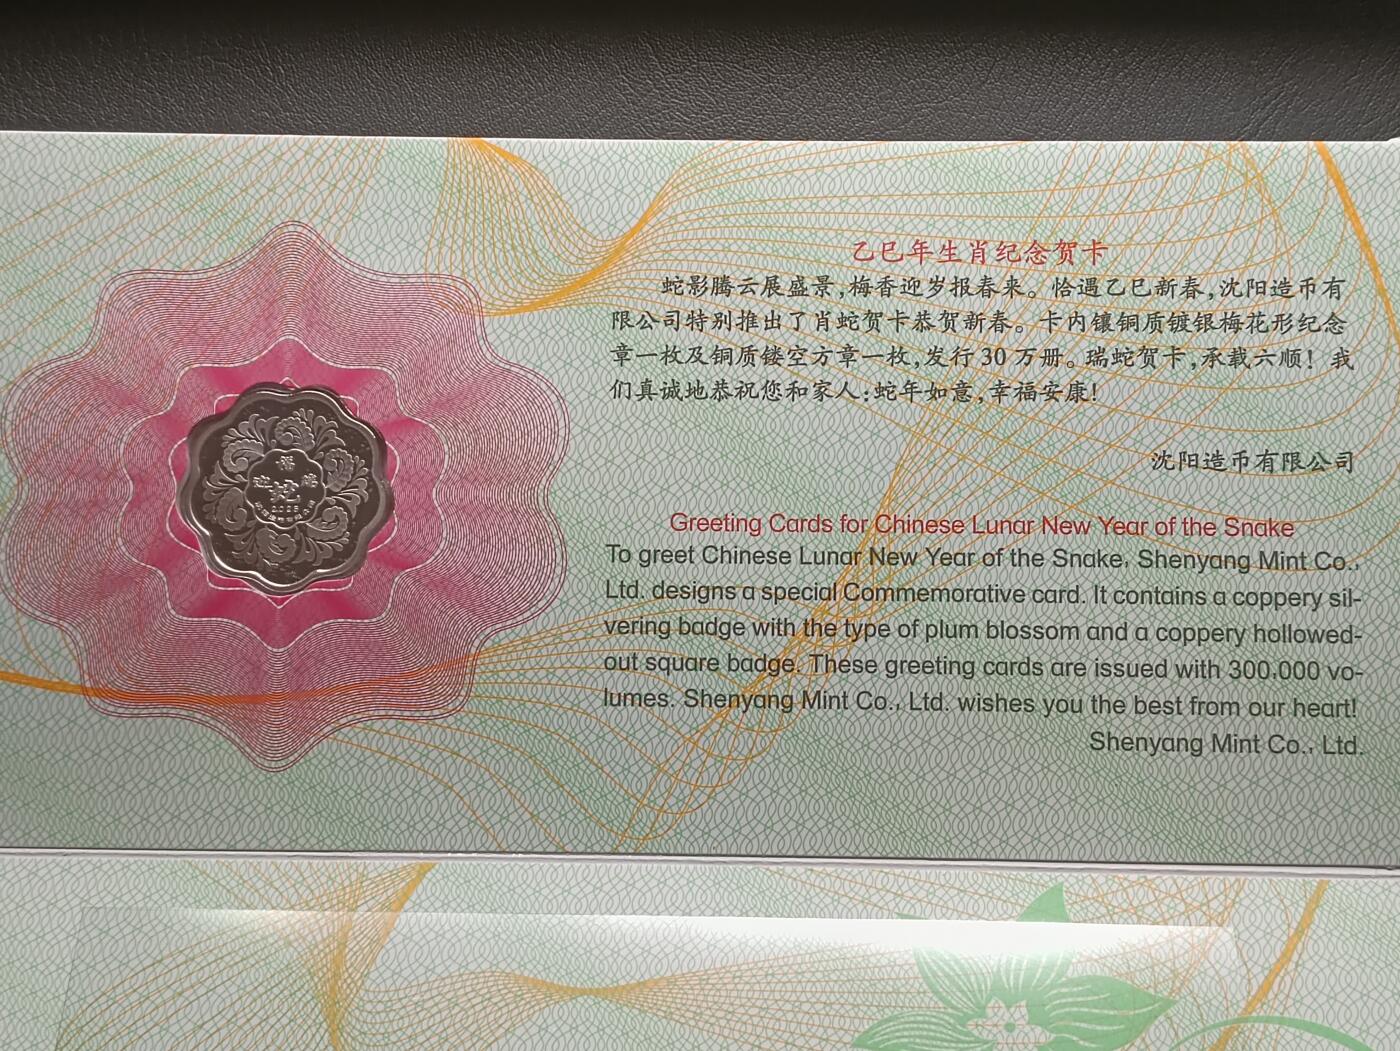 乙巳年生肖纪念贺卡
蛇影腾云展盛景,梅香迎岁报春来。恰遇乙巳新春,沈阳造币有
限公司特别推出了肖蛇贺卡恭贺新春。卡内镶铜质镀银梅花形纪念
章一枚及铜质镂空方章一枚,发行30万册。瑞蛇贺卡,承载六顺！我
们真诚地恭祝您和家人:蛇年如意,幸福安康!
沈阳造币有限公司
Greeting Cards for Chinese Lunar New Year of the Snake
To greet Chinese Lunar New Year of the Snake, Shenyang Mint Co.,
Ltd. designs a special Commemorative card. It contains a coppery sil-
vering badge with the type of plum blossom and a coppery hollowed-
out square badge. These greeting cards are issued with 300,000 vo-
lumes. Shenyang Mint Co., Ltd. wishes you the best from our heart!
Shenyang Mint Co., Ltd.
蛇
2025